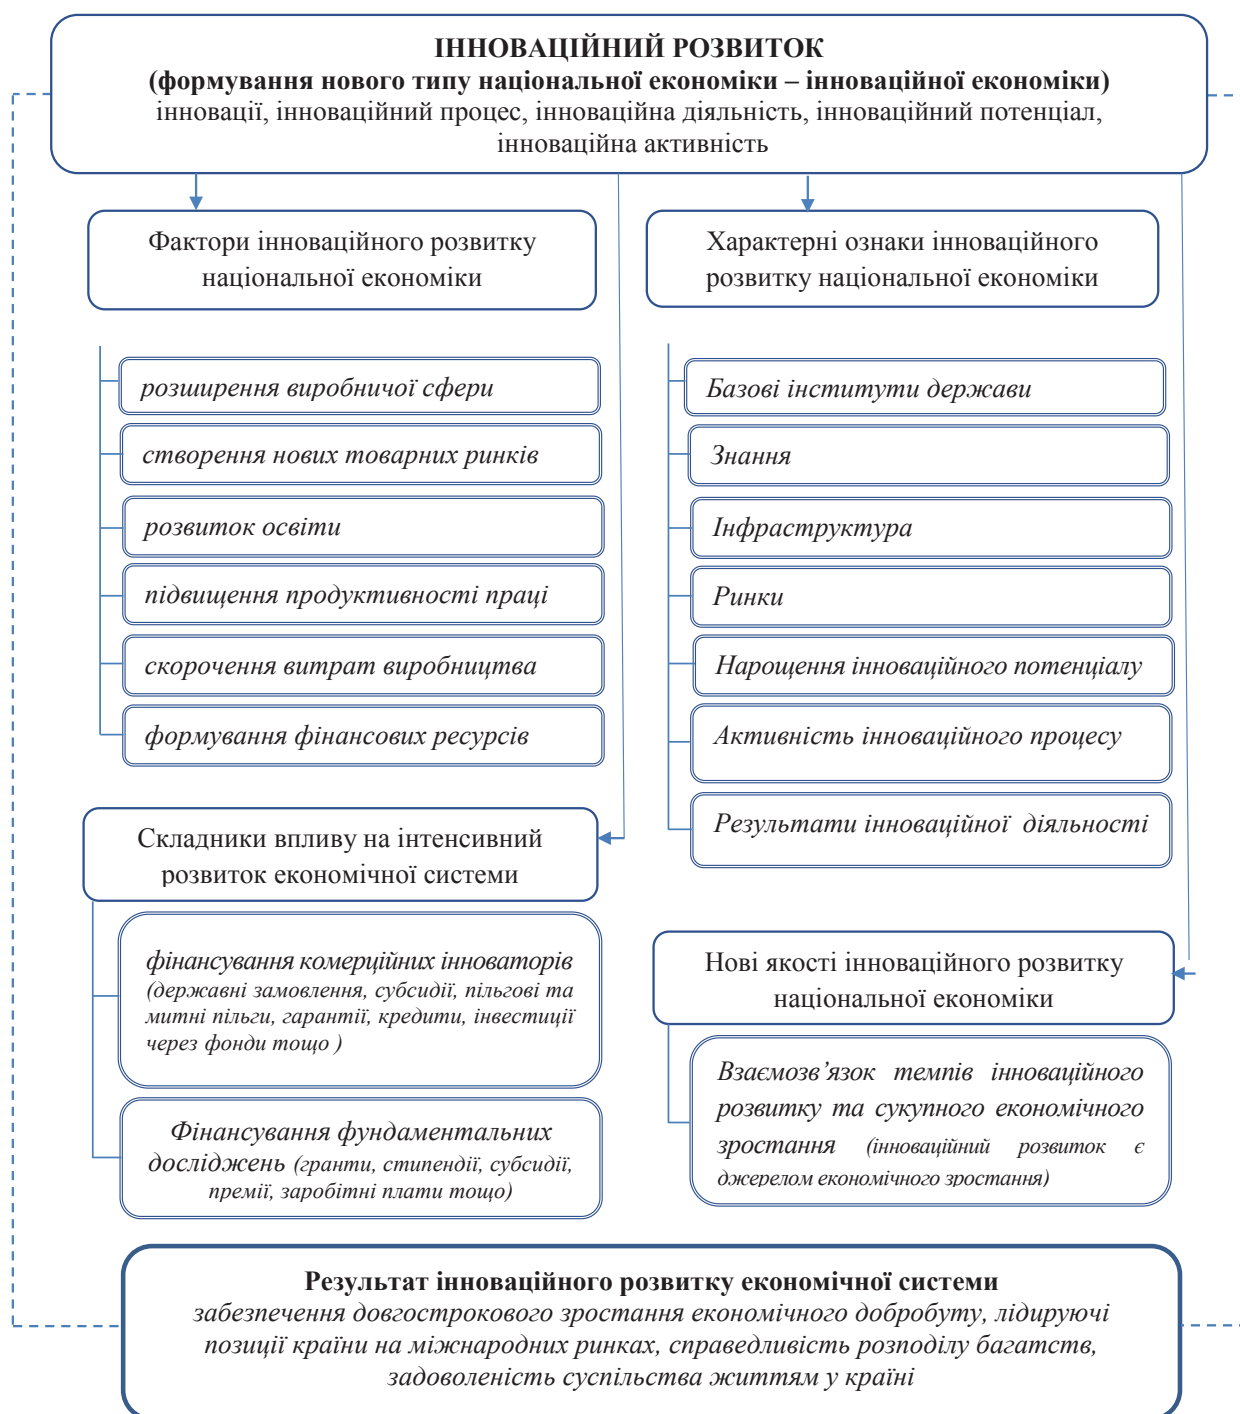 ІННОВАЦІЙНИЙ РОЗВИТОК
(формування нового типу національної економіки – інноваційної економіки)
інновації, інноваційний процес, інноваційна діяльність, інноваційний потенціал,
інноваційна активність
Фактори інноваційного розвитку
національної економіки
розширення виробничої сфери
створення нових товарних ринків
розвиток освіти
підвищення продуктивності праці
скорочення витрат виробництва
формування фінансових ресурсів
Характерні ознаки інноваційного
розвитку національної економіки
Базові інститути держави
Знання
Інфраструктура
Ринки
Нарощення інноваційного потенціалу
Активність інноваційного процесу
Результати інноваційної діяльності
Складники впливу на інтенсивний
розвиток економічної системи
фінансування комерційних інноваторів
(державні замовлення, субсидії, пільгові та
митні пільги, гарантії, кредити, інвестиції
через фонди тощо )
Фінансування фундаментальних
досліджень (гранти, стипендії, субсидії,
премії, заробітні плати тощо)
Нові якості інноваційного розвитку
національної економіки
Взаємозв’язок темпів інноваційного
розвитку та сукупного економічного
зростання (інноваційний розвиток є
джерелом економічного зростання)
Результат інноваційного розвитку економічної системи
забезпечення довгострокового зростання економічного добробуту, лідируючі
позиції країни на міжнародних ринках, справедливість розподілу багатств,
задоволеність суспільства життям у країні